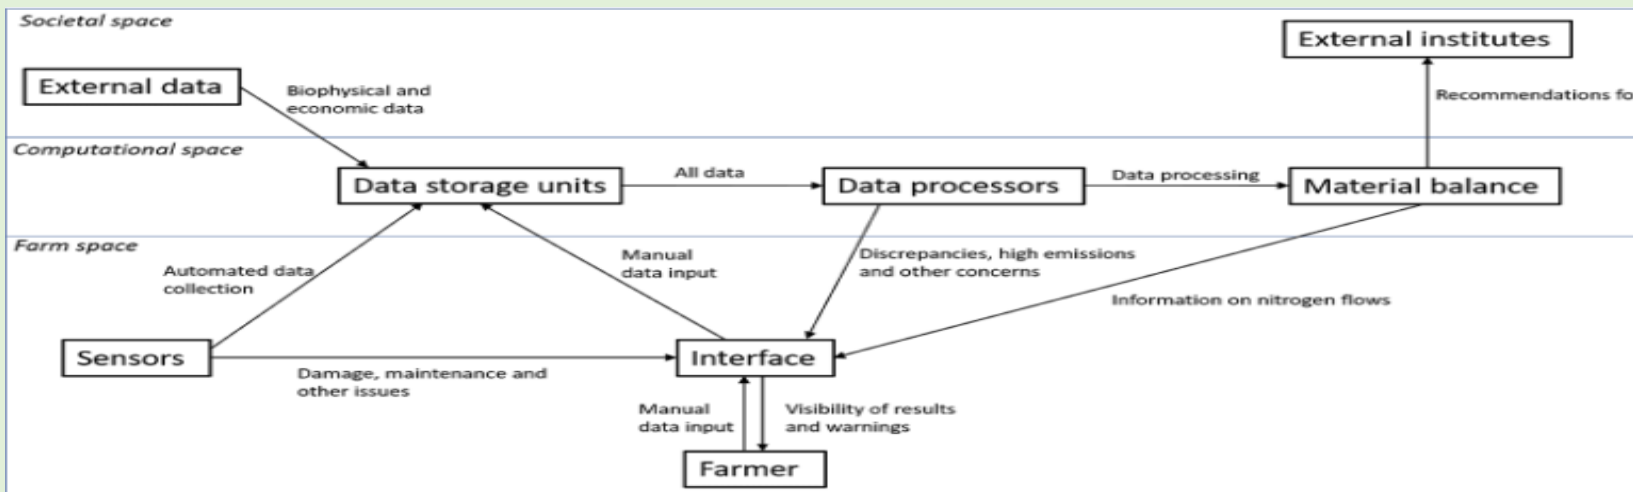 Societal space
External institutes
External data
Biophysical and
economic data
Recommendations fo
Computational space
Data storage units
All data
Data processors
Data processing
Material balance
Farm space
Automated data
collection
Manual
data input
Discrepancies, high emissions
and other concerns
Information on nitrogen flows
Sensors
Interface
Damage, maintenance and
other issues
Manual
data input
Visibility of results
and warnings
Farmer